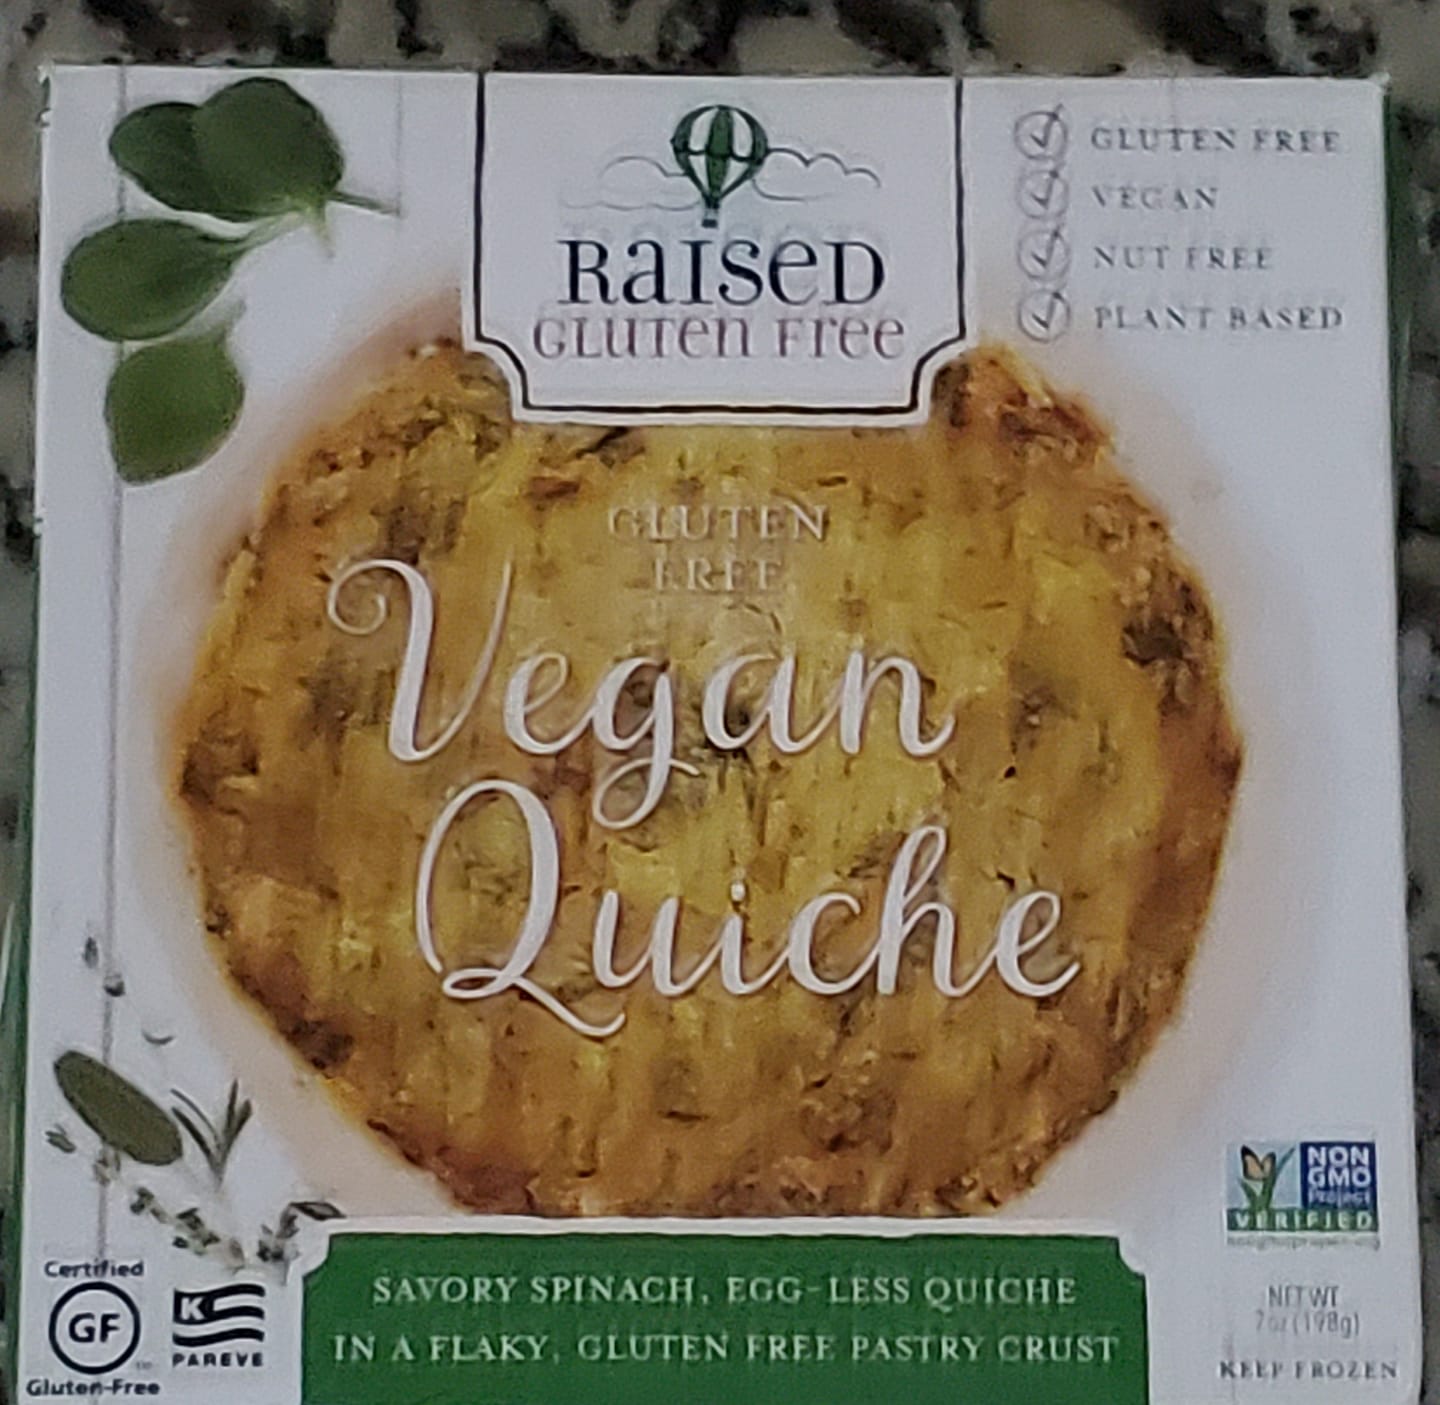 RAISED
GLUTEN FREE
GLUTEN FREE
VEGAN
NUT FREE
PLANT BASED
GLUTEN
FREE
Vegan
Quiche
SAVORY SPINACH, EGG-LESS QUICHE
IN A FLAKY, GLUTEN FREE PASTRY CRUST
Certified
GF
Gluten-Free
K
PAREVE
NON
GMO
Project
VERIFIED
NET WT
7 oz (198g)
KEEP FROZEN